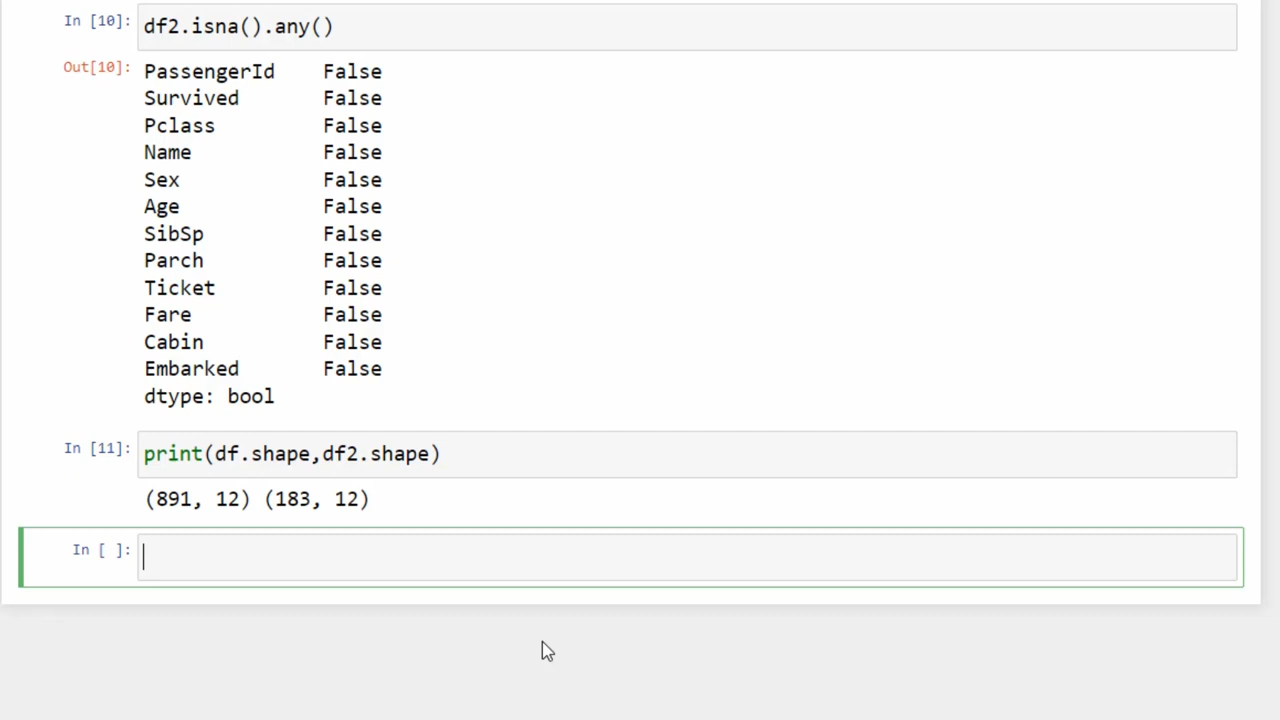 In [10]: df2.isna().any()
Out[10]: PassengerId False
Survived False
Pclass False
Name False
Sex False
Age False
SibSp False
Parch False
Ticket False
Fare False
Cabin False
Embarked False
dtype: bool
In [11]: print(df.shape,df2.shape)
(891, 12) (183, 12)
In [ ]: